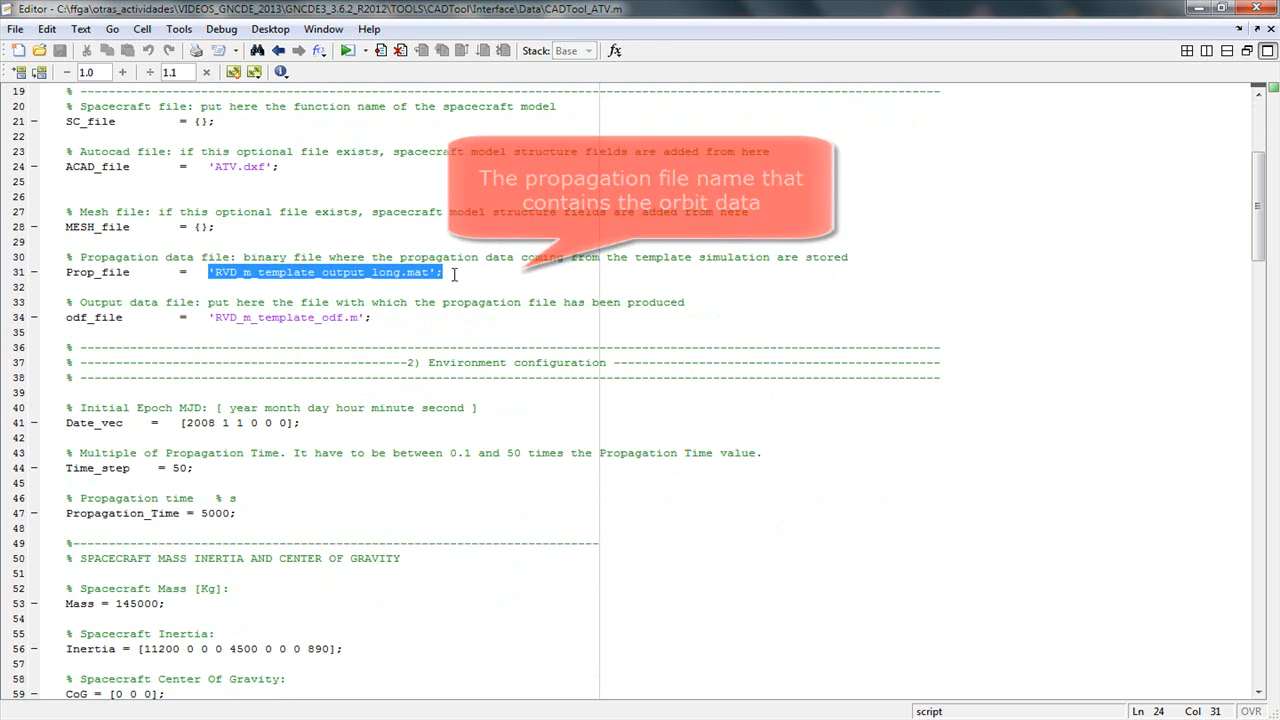 Editor - C:\ffga\otras_actividades\VIDEOS_GNCDE_2013\GNCDE3_3.6.2_R2012\TOOLS\CADTool\Interface\Data\CADTool_ATV.m
File Edit Text Go Cell Tools Debug Desktop Window Help
Stack: Base fx
− 1.0 + ÷ 1.1 ×
19 % ------------------------------------------------------------------------------------
20 % Spacecraft file: put here the function name of the spacecraft model
21 − SC_file = {};
22
23 % Autocad file: if this optional file exists, spacecraft model structure fields are added from here
24 − ACAD_file = 'ATV.dxf';
The propagation file name that
contains the orbit data
25
26
27 % Mesh file: if this optional file exists, spacecraft model structure fields are added from here
28 − MESH_file = {};
29
30 % Propagation data file: binary file where the propagation data coming from the template simulation are stored
31 − Prop_file = 'RVD_m_template_output_long.mat';
32
33 % Output data file: put here the file with which the propagation file has been produced
34 − odf_file = 'RVD_m_template_odf.m';
35
36 % ------------------------------------------------------------------------------------
37 % -------------------------------2) Environment configuration -------------------------------
38 % ------------------------------------------------------------------------------------
39
40 % Initial Epoch MJD: [ year month day hour minute second ]
41 − Date_vec = [2008 1 1 0 0 0];
42
43 % Multiple of Propagation Time. It have to be between 0.1 and 50 times the Propagation Time value.
44 − Time_step = 50;
45
46 % Propagation time % s
47 − Propagation_Time = 5000;
48
49 %--------------------------------------------------
50 % SPACECRAFT MASS INERTIA AND CENTER OF GRAVITY
51
52 % Spacecraft Mass [Kg]:
53 − Mass = 145000;
54
55 % Spacecraft Inertia:
56 − Inertia = [11200 0 0 0 4500 0 0 0 890];
57
58 % Spacecraft Center Of Gravity:
59 − CoG = [0 0 0];
script Ln 24 Col 31 OVR